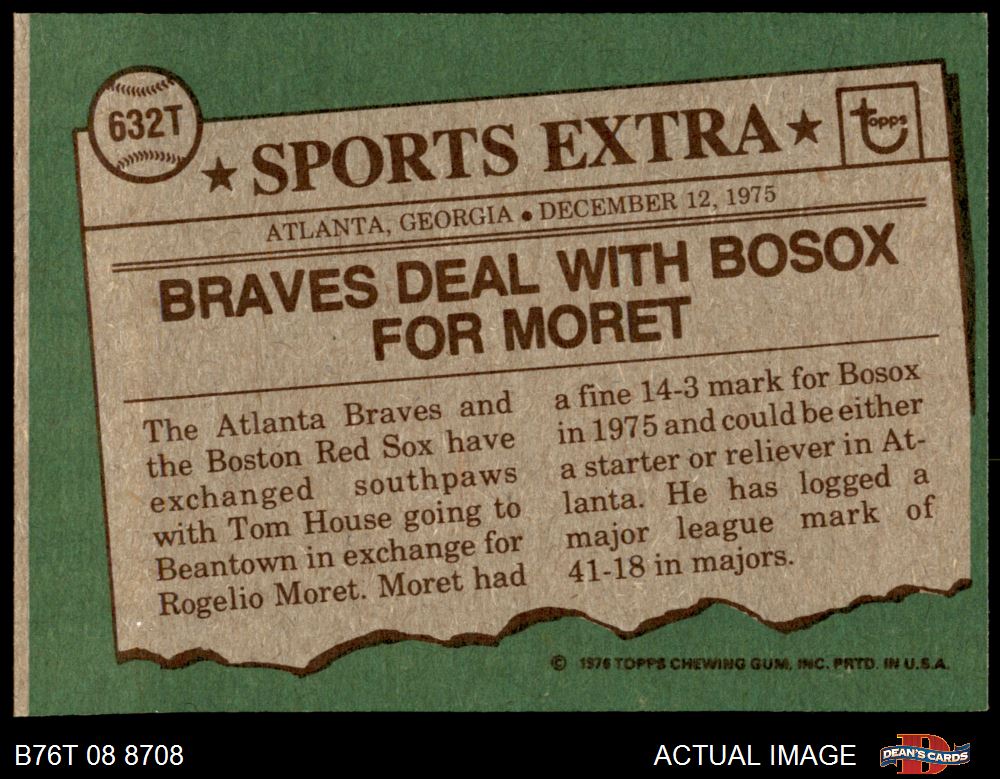 632T
★ SPORTS EXTRA ★
topps
ATLANTA, GEORGIA • DECEMBER 12, 1975
BRAVES DEAL WITH BOSOX
FOR MORET
The Atlanta Braves and
the Boston Red Sox have
exchanged southpaws
with Tom House going to
Beantown in exchange for
Rogelio Moret. Moret had
a fine 14-3 mark for Bosox
in 1975 and could be either
a starter or reliever in At-
lanta. He has logged a
major league mark of
41-18 in majors.
© 1976 TOPPS CHEWING GUM, INC. PRTD. IN U.S.A.
B76T 08 8708
ACTUAL IMAGE
DEAN'S CARDS